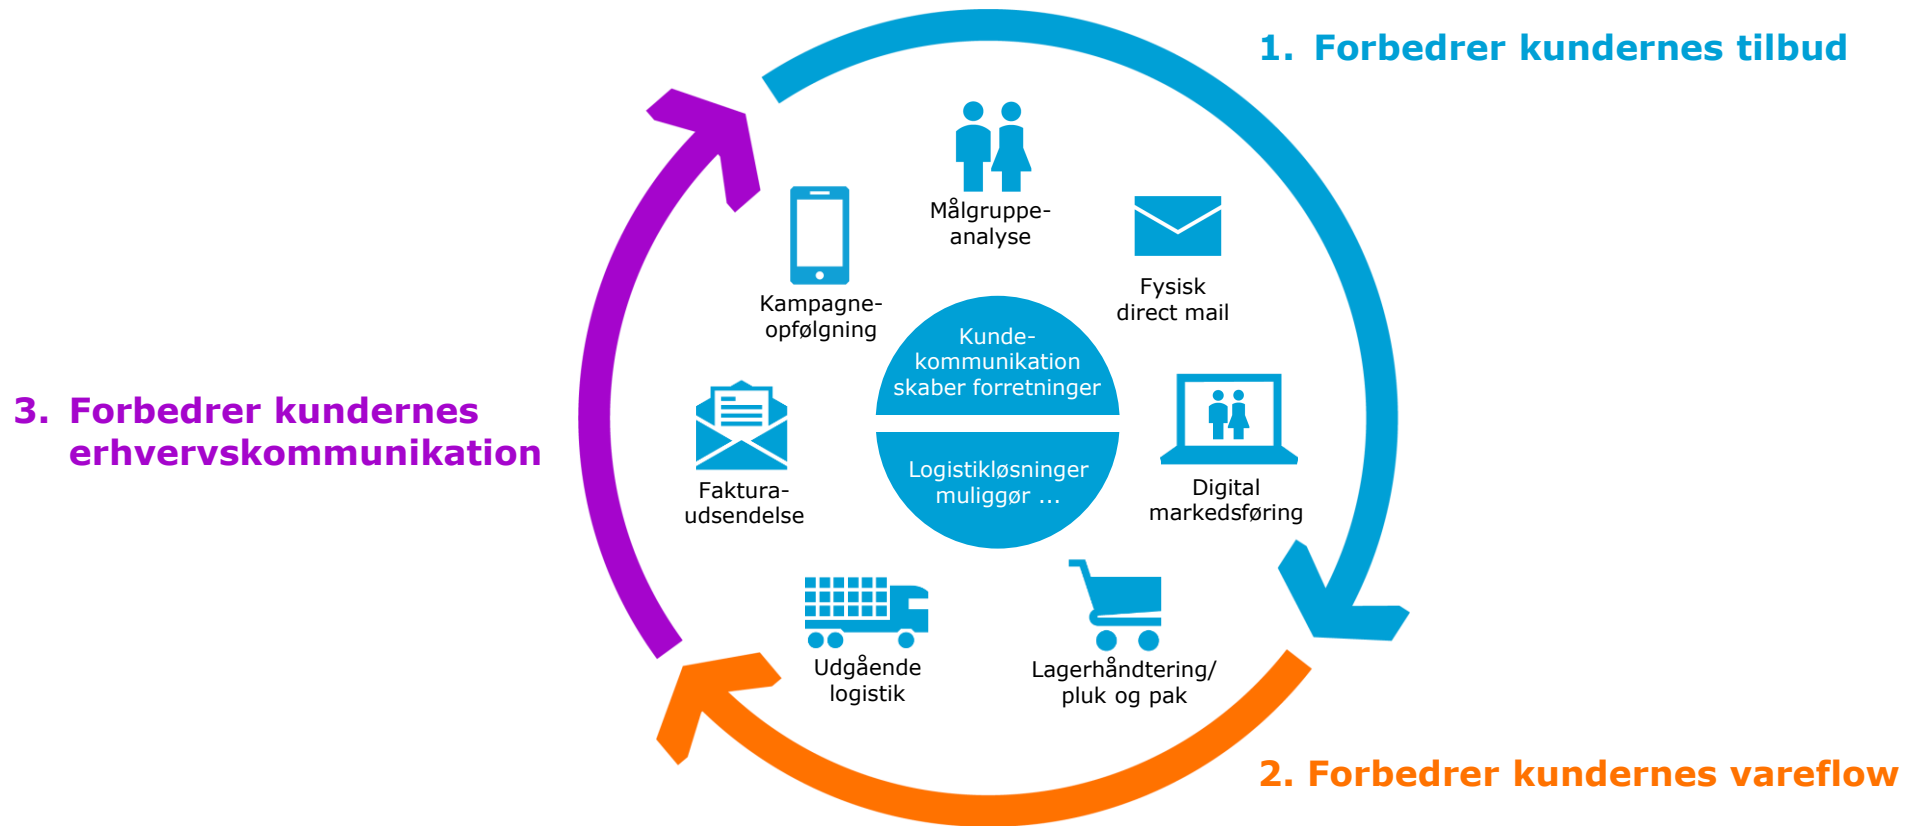 1. Forbedrer kundernes tilbud
Målgruppe-
analyse
Fysisk
direct mail
Kampagne-
opfølgning
Kunde-
kommunikation
skaber forretninger
Logistikløsninger
muliggør ...
3. Forbedrer kundernes
erhvervskommunikation
Faktura-
udsendelse
Digital
markedsføring
Udgående
logistik
Lagerhåndtering/
pluk og pak
2. Forbedrer kundernes vareflow